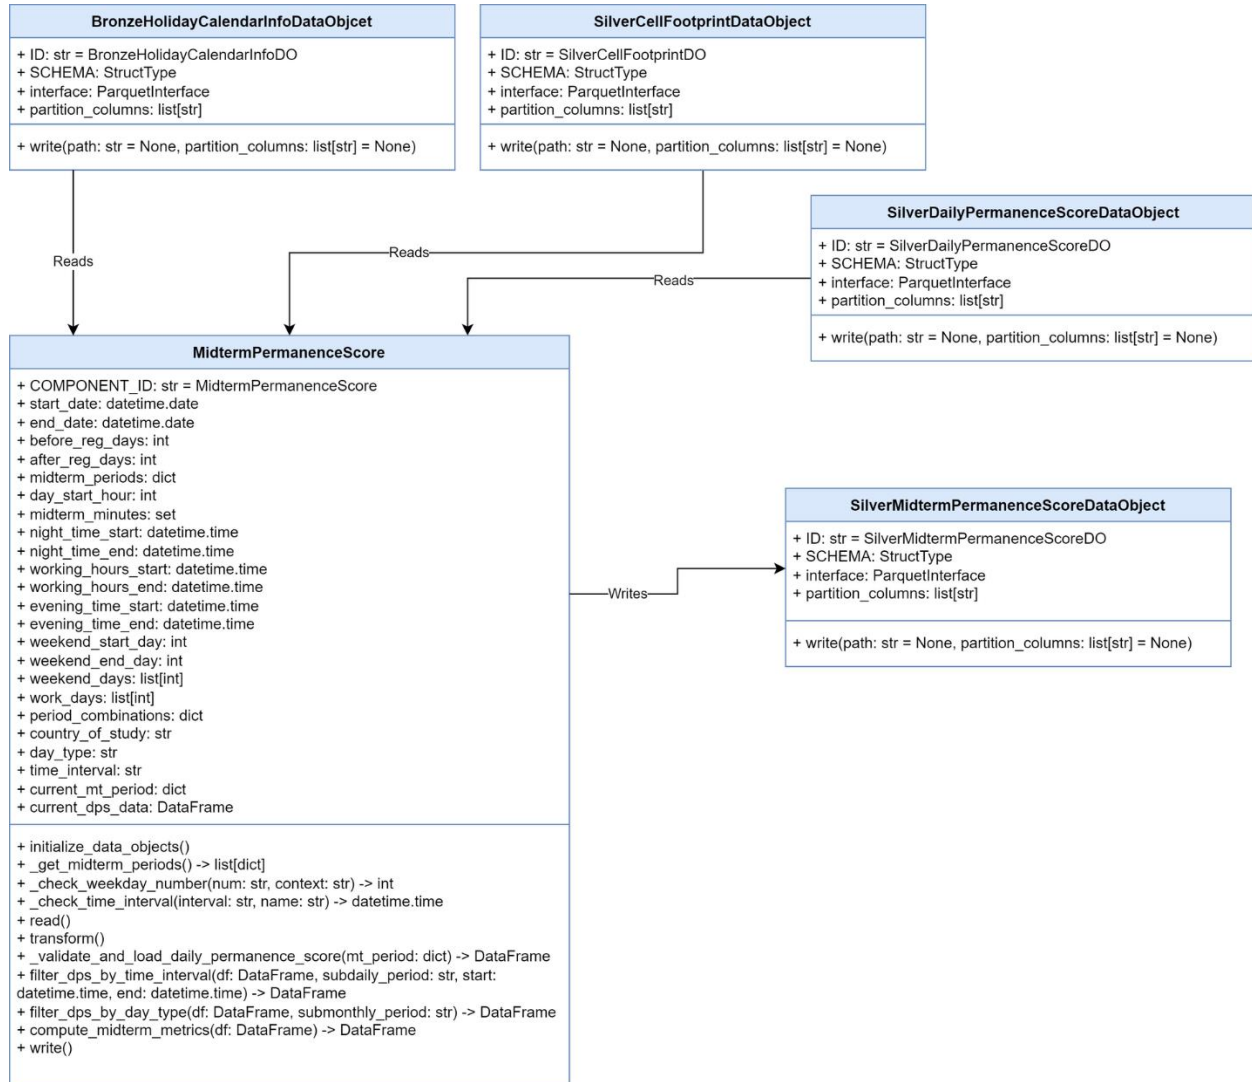 BronzeHolidayCalendarInfoDataObjcet
+ ID: str = BronzeHolidayCalendarInfoDO
+ SCHEMA: StructType
+ interface: ParquetInterface
+ partition_columns: list[str]
+ write(path: str = None, partition_columns: list[str] = None)
SilverCellFootprintDataObject
+ ID: str = SilverCellFootprintDO
+ SCHEMA: StructType
+ interface: ParquetInterface
+ partition_columns: list[str]
+ write(path: str = None, partition_columns: list[str] = None)
SilverDailyPermanenceScoreDataObject
+ ID: str = SilverDailyPermanenceScoreDO
+ SCHEMA: StructType
+ interface: ParquetInterface
+ partition_columns: list[str]
+ write(path: str = None, partition_columns: list[str] = None)
Reads
Reads
Reads
MidtermPermanenceScore
+ COMPONENT_ID: str = MidtermPermanenceScore
+ start_date: datetime.date
+ end_date: datetime.date
+ before_reg_days: int
+ after_reg_days: int
+ midterm_periods: dict
+ day_start_hour: int
+ midterm_minutes: set
+ night_time_start: datetime.time
+ night_time_end: datetime.time
+ working_hours_start: datetime.time
+ working_hours_end: datetime.time
+ evening_time_start: datetime.time
+ evening_time_end: datetime.time
+ weekend_start_day: int
+ weekend_end_day: int
+ weekend_days: list[int]
+ work_days: list[int]
+ period_combinations: dict
+ country_of_study: str
+ day_type: str
+ time_interval: str
+ current_mt_period: dict
+ current_dps_data: DataFrame
+ initialize_data_objects()
+ _get_midterm_periods() -> list[dict]
+ _check_weekday_number(num: str, context: str) -> int
+ _check_time_interval(interval: str, name: str) -> datetime.time
+ read()
+ transform()
+ _validate_and_load_daily_permanence_score(mt_period: dict) -> DataFrame
+ filter_dps_by_time_interval(df: DataFrame, subdaily_period: str, start:
datetime.time, end: datetime.time) -> DataFrame
+ filter_dps_by_day_type(df: DataFrame, submonthly_period: str) -> DataFrame
+ compute_midterm_metrics(df: DataFrame) -> DataFrame
+ write()
Writes
SilverMidtermPermanenceScoreDataObject
+ ID: str = SilverMidtermPermanenceScoreDO
+ SCHEMA: StructType
+ interface: ParquetInterface
+ partition_columns: list[str]
+ write(path: str = None, partition_columns: list[str] = None)